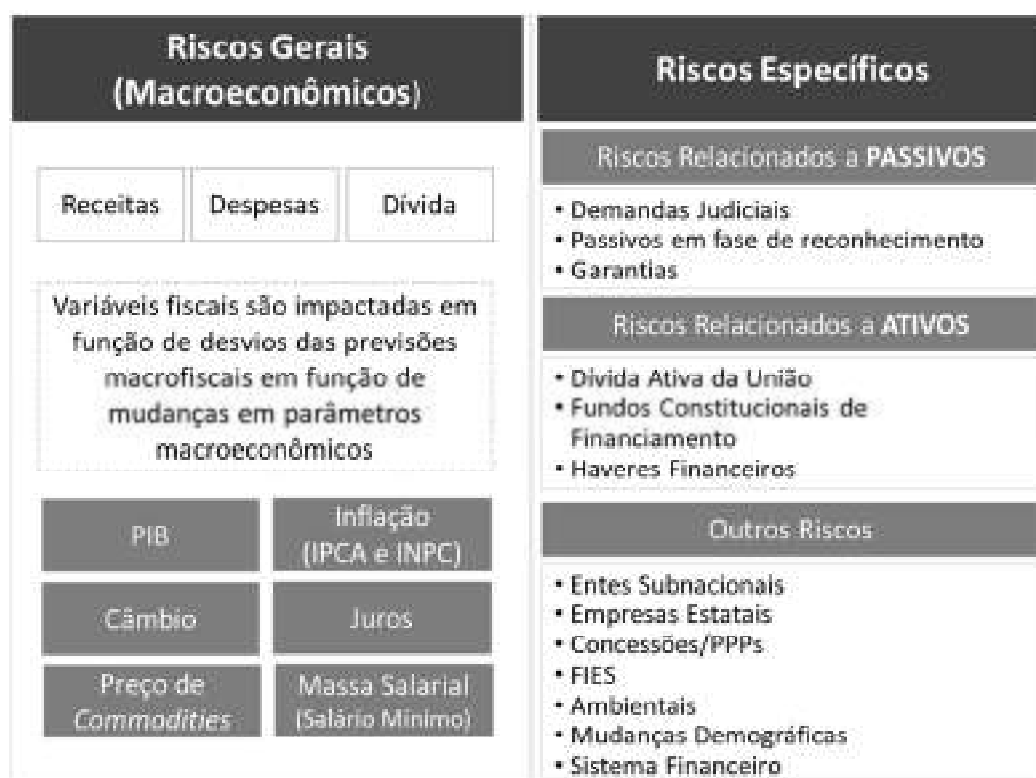 Riscos Gerais
(Macroeconômicos)
Receitas
Despesas
Dívida
Variáveis fiscais são impactadas em
função de desvios das previsões
macrofiscais em função de
mudanças em parâmetros
macroeconômicos
PIB
Inflação
(IPCA e INPC)
Câmbio
Juros
Preço de
Commodities
Massa Salarial
(Salário Mínimo)
Riscos Específicos
Riscos Relacionados a PASSIVOS
• Demandas Judiciais
• Passivos em fase de reconhecimento
• Garantias
Riscos Relacionados a ATIVOS
• Dívida Ativa da União
• Fundos Constitucionais de
Financiamento
• Haveres Financeiros
Outros Riscos
• Entes Subnacionais
• Empresas Estatais
• Concessões/PPPs
• FIES
• Ambientais
• Mudanças Demográficas
• Sistema Financeiro